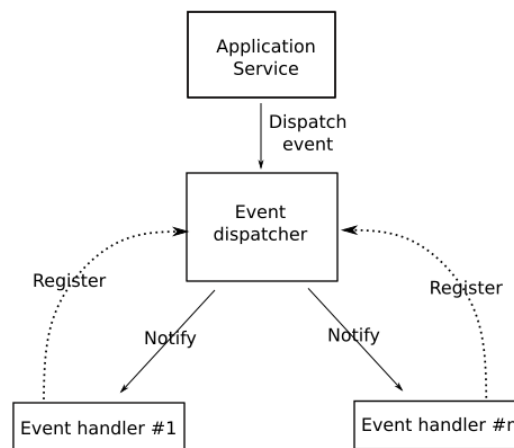 Application
Service
Dispatch
event
Event
dispatcher
Register
Register
Notify
Notify
Event handler #1
Event handler #n